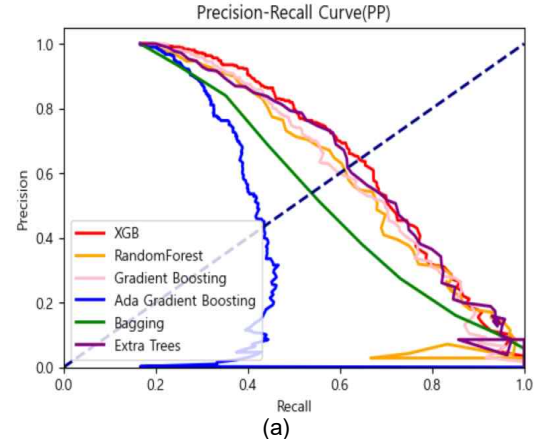 Precision-Recall Curve(PP)
1.0
0.8
0.6
0.4
0.2
0.0
Precision
XGB
RandomForest
Gradient Boosting
Ada Gradient Boosting
Bagging
Extra Trees
0.0 0.2 0.4 0.6 0.8 1.0
Recall
(a)